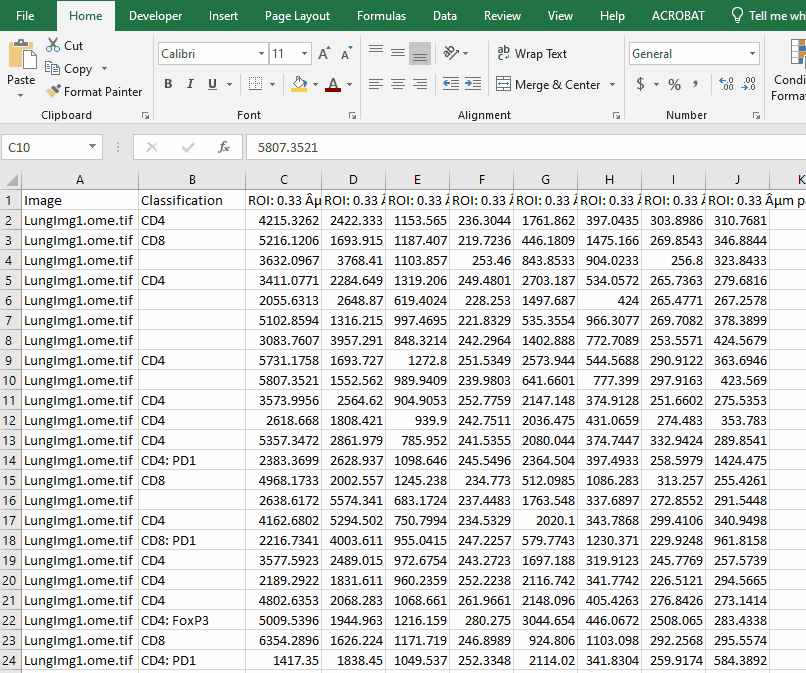 File Home Developer Insert Page Layout Formulas Data Review View Help ACROBAT Tell me wh
Cut
Copy
Format Painter
Paste
Calibri 11 A A
B I U A
ab Wrap Text
Merge & Center
General
$ % , .00 .00
Condi
Forma
Clipboard Font Alignment Number
C10 fx 5807.3521
A B C D E F G H I J K
1 Image Classification ROI: 0.33 Âµ ROI: 0.33 Â ROI: 0.33 Â ROI: 0.33 Â ROI: 0.33 Â ROI: 0.33 Â ROI: 0.33 Â ROI: 0.33 Âµm p
2 LungImg1.ome.tif CD4 4215.3262 2422.333 1153.565 236.3044 1761.862 397.0435 303.8986 310.7681
3 LungImg1.ome.tif CD8 5216.1206 1693.915 1187.407 219.7236 446.1809 1475.166 269.8543 346.8844
4 LungImg1.ome.tif 3632.0967 3768.41 1103.857 253.46 843.8533 904.0233 256.8 323.8433
5 LungImg1.ome.tif CD4 3411.0771 2284.649 1319.206 249.4801 2703.187 534.0572 265.7363 279.6816
6 LungImg1.ome.tif 2055.6313 2648.87 619.4024 228.253 1497.687 424 265.4771 267.2578
7 LungImg1.ome.tif 5102.8594 1316.215 997.4695 221.8329 535.3554 966.3077 269.7082 378.3899
8 LungImg1.ome.tif 3083.7607 3957.291 848.3214 242.2964 1402.888 772.7089 253.5571 424.5679
9 LungImg1.ome.tif CD4 5731.1758 1693.727 1272.8 251.5349 2573.944 544.5688 290.9122 363.6946
10 LungImg1.ome.tif 5807.3521 1552.562 989.9409 239.9803 641.6601 777.399 297.9163 423.569
11 LungImg1.ome.tif CD4 3573.9956 2564.62 904.9053 252.7759 2147.148 374.9128 251.6602 275.5353
12 LungImg1.ome.tif CD4 2618.668 1808.421 939.9 242.7511 2036.475 431.0659 274.483 353.783
13 LungImg1.ome.tif CD4 5357.3472 2861.979 785.952 241.5355 2080.044 374.7447 332.9424 289.8541
14 LungImg1.ome.tif CD4: PD1 2383.3699 2628.937 1098.646 245.5496 2364.504 397.4933 258.5979 1424.475
15 LungImg1.ome.tif CD8 4968.1733 2002.557 1245.238 234.773 512.0985 1086.283 313.257 255.4261
16 LungImg1.ome.tif 2638.6172 5574.341 683.1724 237.4483 1763.548 337.6897 272.8552 291.5448
17 LungImg1.ome.tif CD4 4162.6802 5294.502 750.7994 234.5329 2020.1 343.7868 299.4106 340.9498
18 LungImg1.ome.tif CD8: PD1 2216.7341 4003.611 955.0415 247.2257 579.7743 1230.371 229.9248 961.8158
19 LungImg1.ome.tif CD4 3577.5923 2489.015 972.6754 243.2723 1697.188 319.9123 245.7769 257.5739
20 LungImg1.ome.tif CD4 2189.2922 1831.611 960.2359 252.2238 2116.742 341.7742 226.5121 294.5665
21 LungImg1.ome.tif CD4 4802.6353 2068.283 1068.661 261.9661 2148.096 405.4263 276.8426 273.1414
22 LungImg1.ome.tif CD4: FoxP3 5009.5396 1944.963 1216.159 280.275 3044.654 446.0672 2508.065 283.4338
23 LungImg1.ome.tif CD8 6354.2896 1626.224 1171.719 246.8989 924.806 1103.098 292.2568 295.5574
24 LungImg1.ome.tif CD4: PD1 1417.35 1838.45 1049.537 252.3348 2114.02 341.8304 259.9174 584.3892